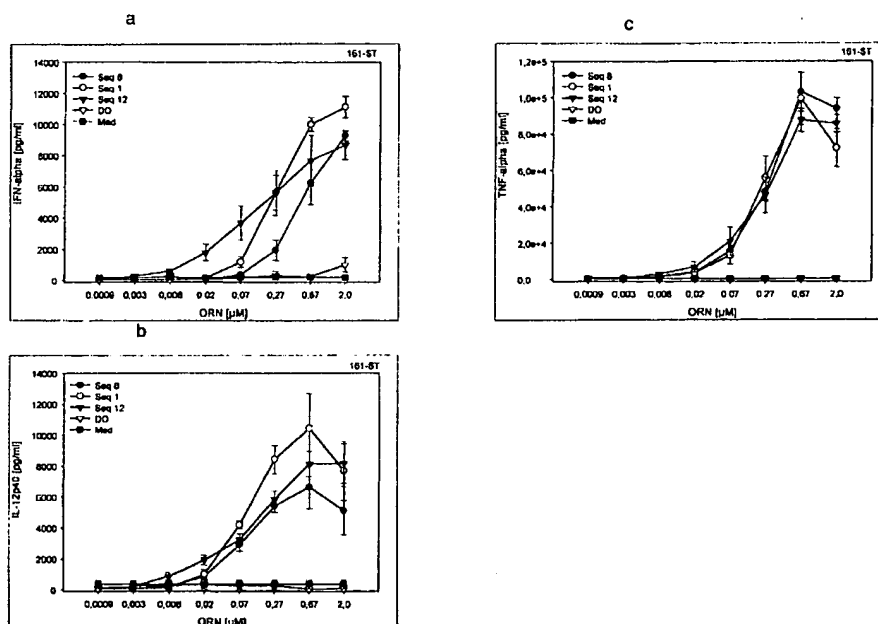 a
161-ST
14000
12000
10000
8000
6000
4000
2000
0
IFN-alpha [pg/ml]
Seq 8
Seq 1
Seq 12
DO
Med
0,0009 0,003 0,006 0,02 0,07 0,27 0,67 2,0
ORN [µM]
c
161-ST
1,2e+5
1,0e+5
8,0e+4
6,0e+4
4,0e+4
2,0e+4
0,0
TNF-alpha [pg/ml]
Seq 8
Seq 1
Seq 12
DO
Med
0,0009 0,003 0,006 0,02 0,07 0,27 0,67 2,0
ORN [µM]
b
161-ST
14000
12000
10000
8000
6000
4000
2000
0
IL-12p40 [pg/ml]
Seq 8
Seq 1
Seq 12
DO
Med
0,0009 0,003 0,006 0,02 0,07 0,27 0,67 2,0
ORN [µM]